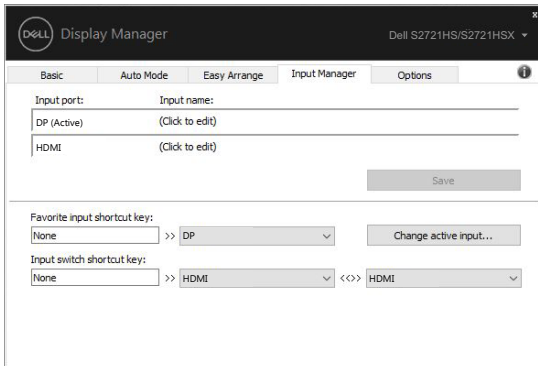 x
DELL Display Manager Dell S2721HS/S2721HSX
Basic Auto Mode Easy Arrange Input Manager Options i
Input port: Input name:
DP (Active) (Click to edit)
HDMI (Click to edit)
Save
Favorite input shortcut key:
None >> DP Change active input...
Input switch shortcut key:
None >> HDMI <<>> HDMI